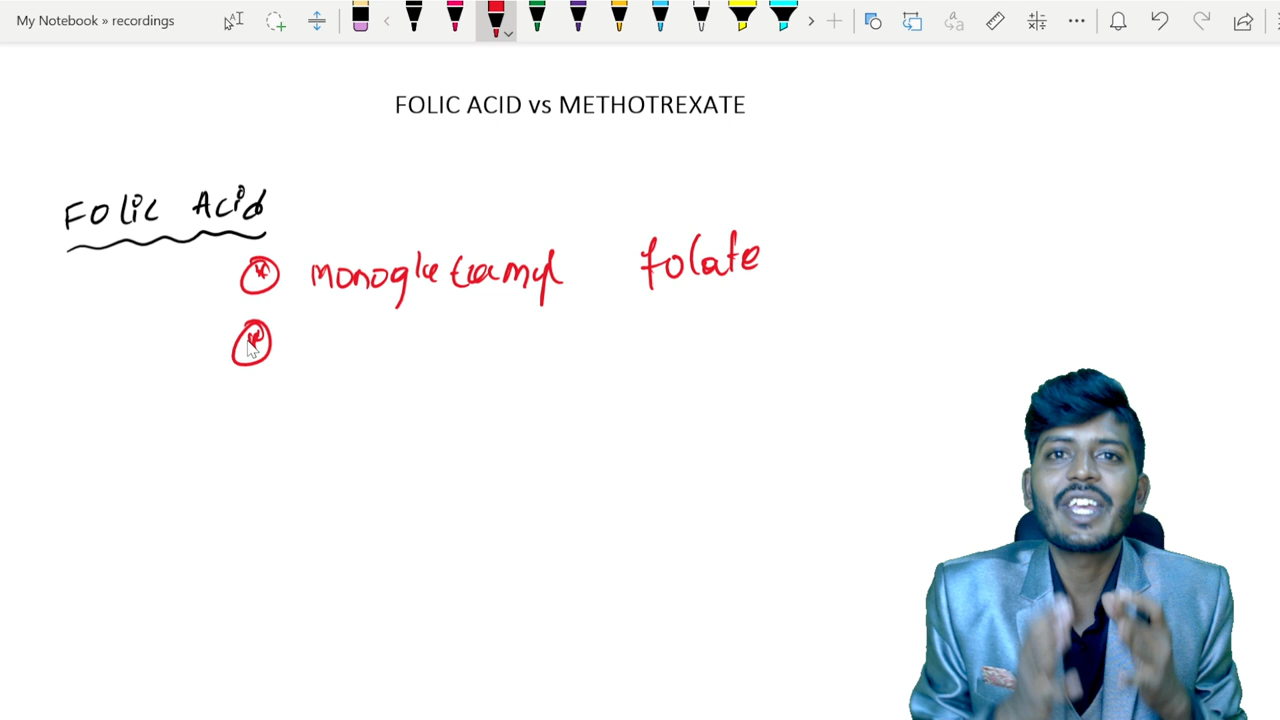 My Notebook » recordings
FOLIC ACID vs METHOTREXATE
Folic Acid
monoglutamyl folate